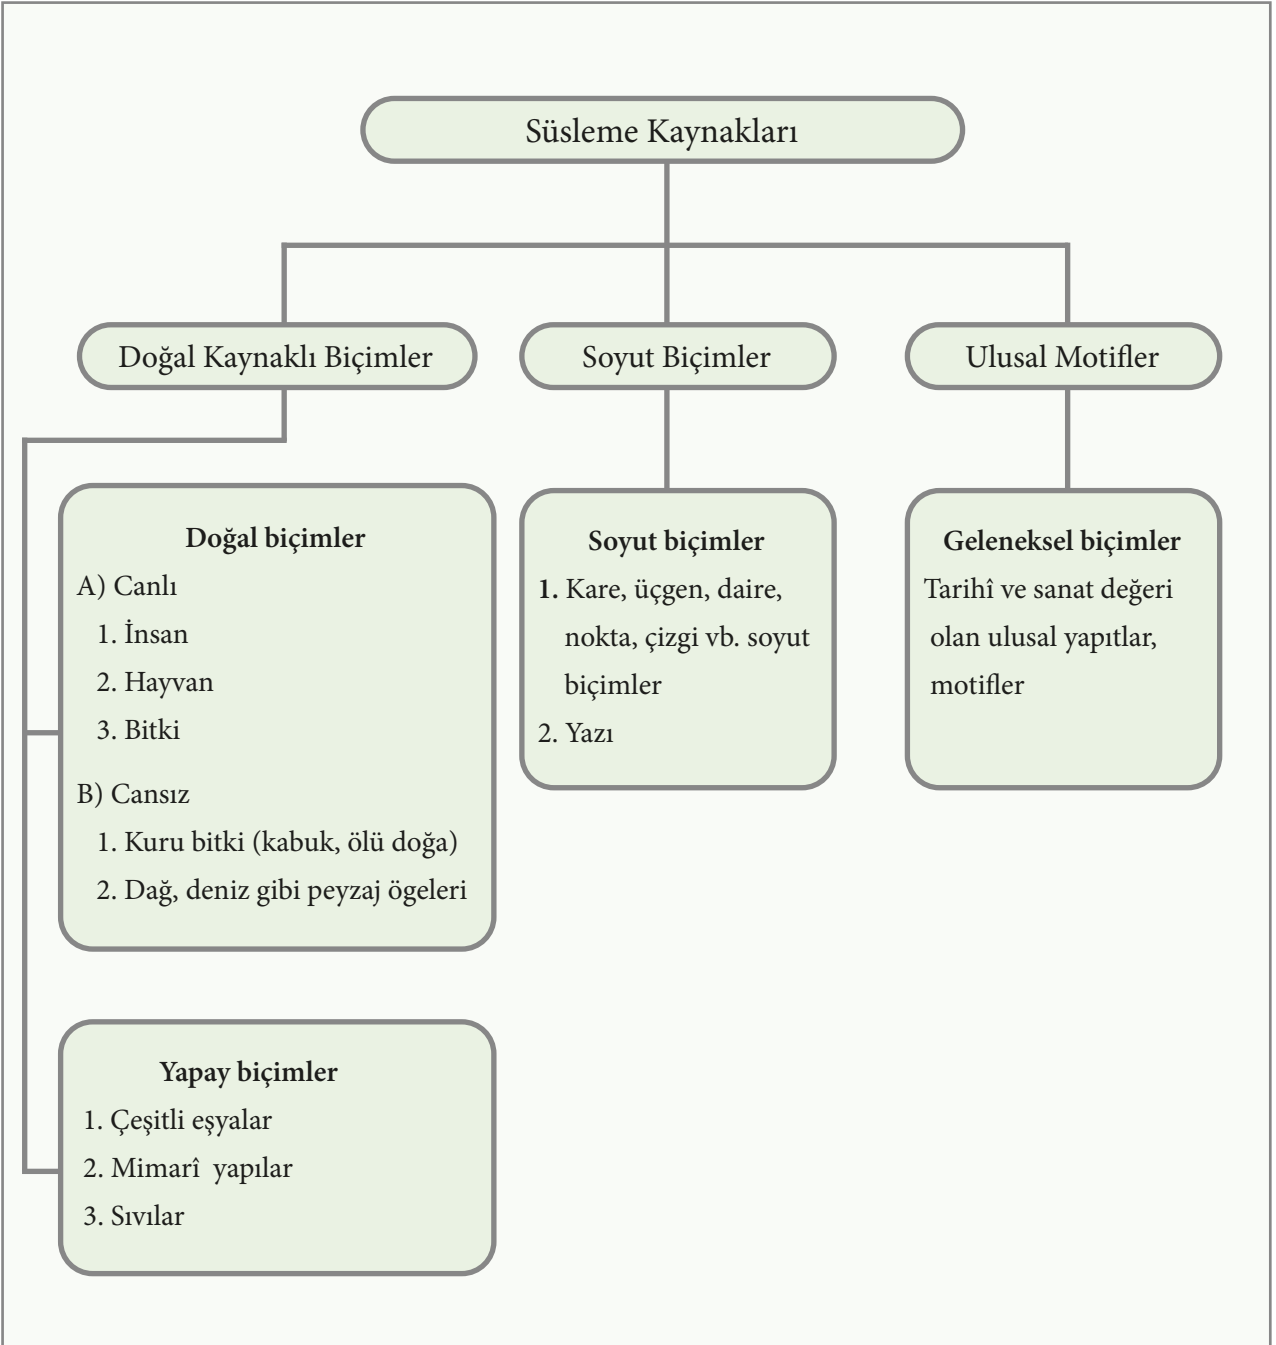 Süsleme Kaynakları
Doğal Kaynaklı Biçimler
Soyut Biçimler
Ulusal Motifler
Doğal biçimler
A) Canlı
1. İnsan
2. Hayvan
3. Bitki
B) Cansız
1. Kuru bitki (kabuk, ölü doğa)
2. Dağ, deniz gibi peyzaj ögeleri
Yapay biçimler
1. Çeşitli eşyalar
2. Mimarî yapılar
3. Sıvılar
Soyut biçimler
1. Kare, üçgen, daire,
nokta, çizgi vb. soyut
biçimler
2. Yazı
Geleneksel biçimler
Tarihî ve sanat değeri
olan ulusal yapıtlar,
motifler